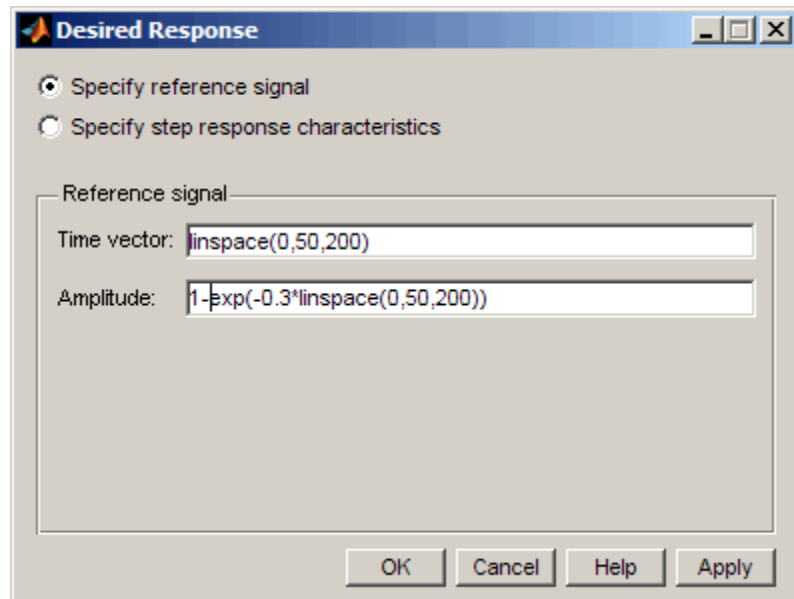 Desired Response
Specify reference signal
Specify step response characteristics
Reference signal
Time vector: linspace(0,50,200)
Amplitude: 1-exp(-0.3*linspace(0,50,200))
OK Cancel Help Apply